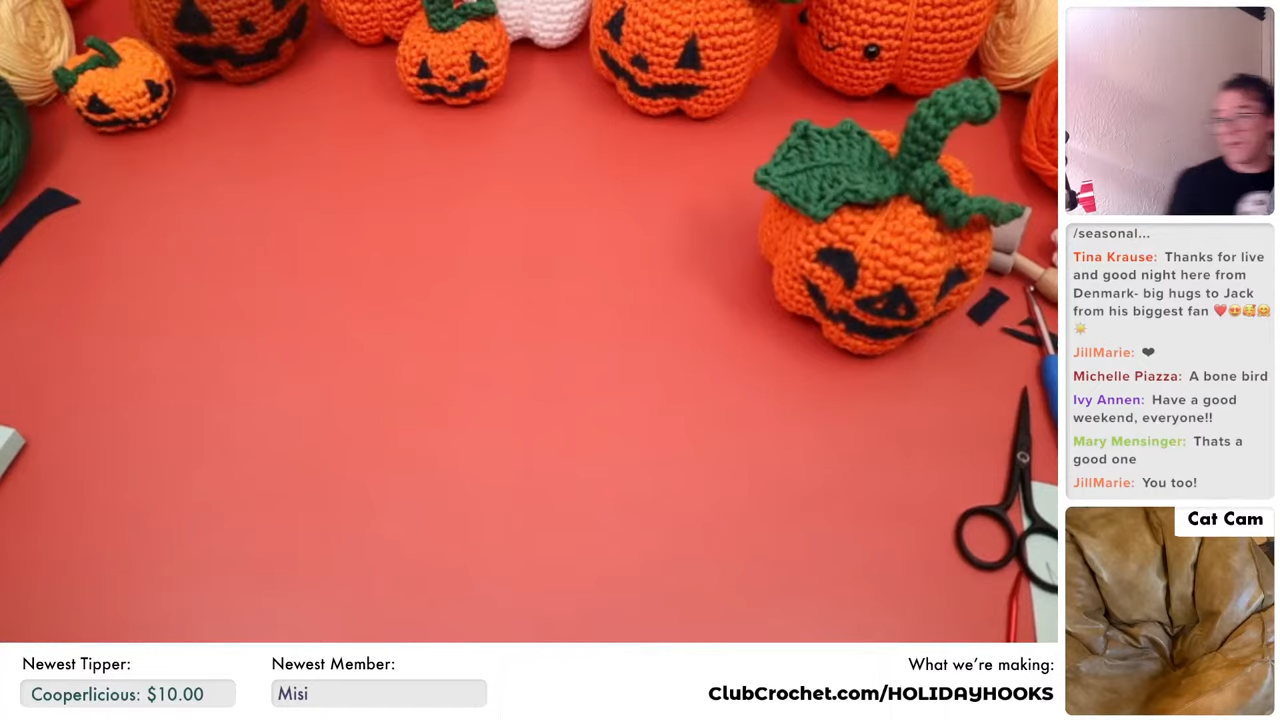 /seasonal...
Tina Krause: Thanks for live
and good night here from
Denmark- big hugs to Jack
from his biggest fan ❤️😍🥰🤗
☀️
JillMarie: ❤
Michelle Piazza: A bone bird
Ivy Annen: Have a good
weekend, everyone!!
Mary Mensinger: Thats a
good one
JillMarie: You too!
Cat Cam
Newest Tipper:
Cooperlicious: $10.00
Newest Member:
Misi
What we're making:
ClubCrochet.com/HOLIDAYHOOKS